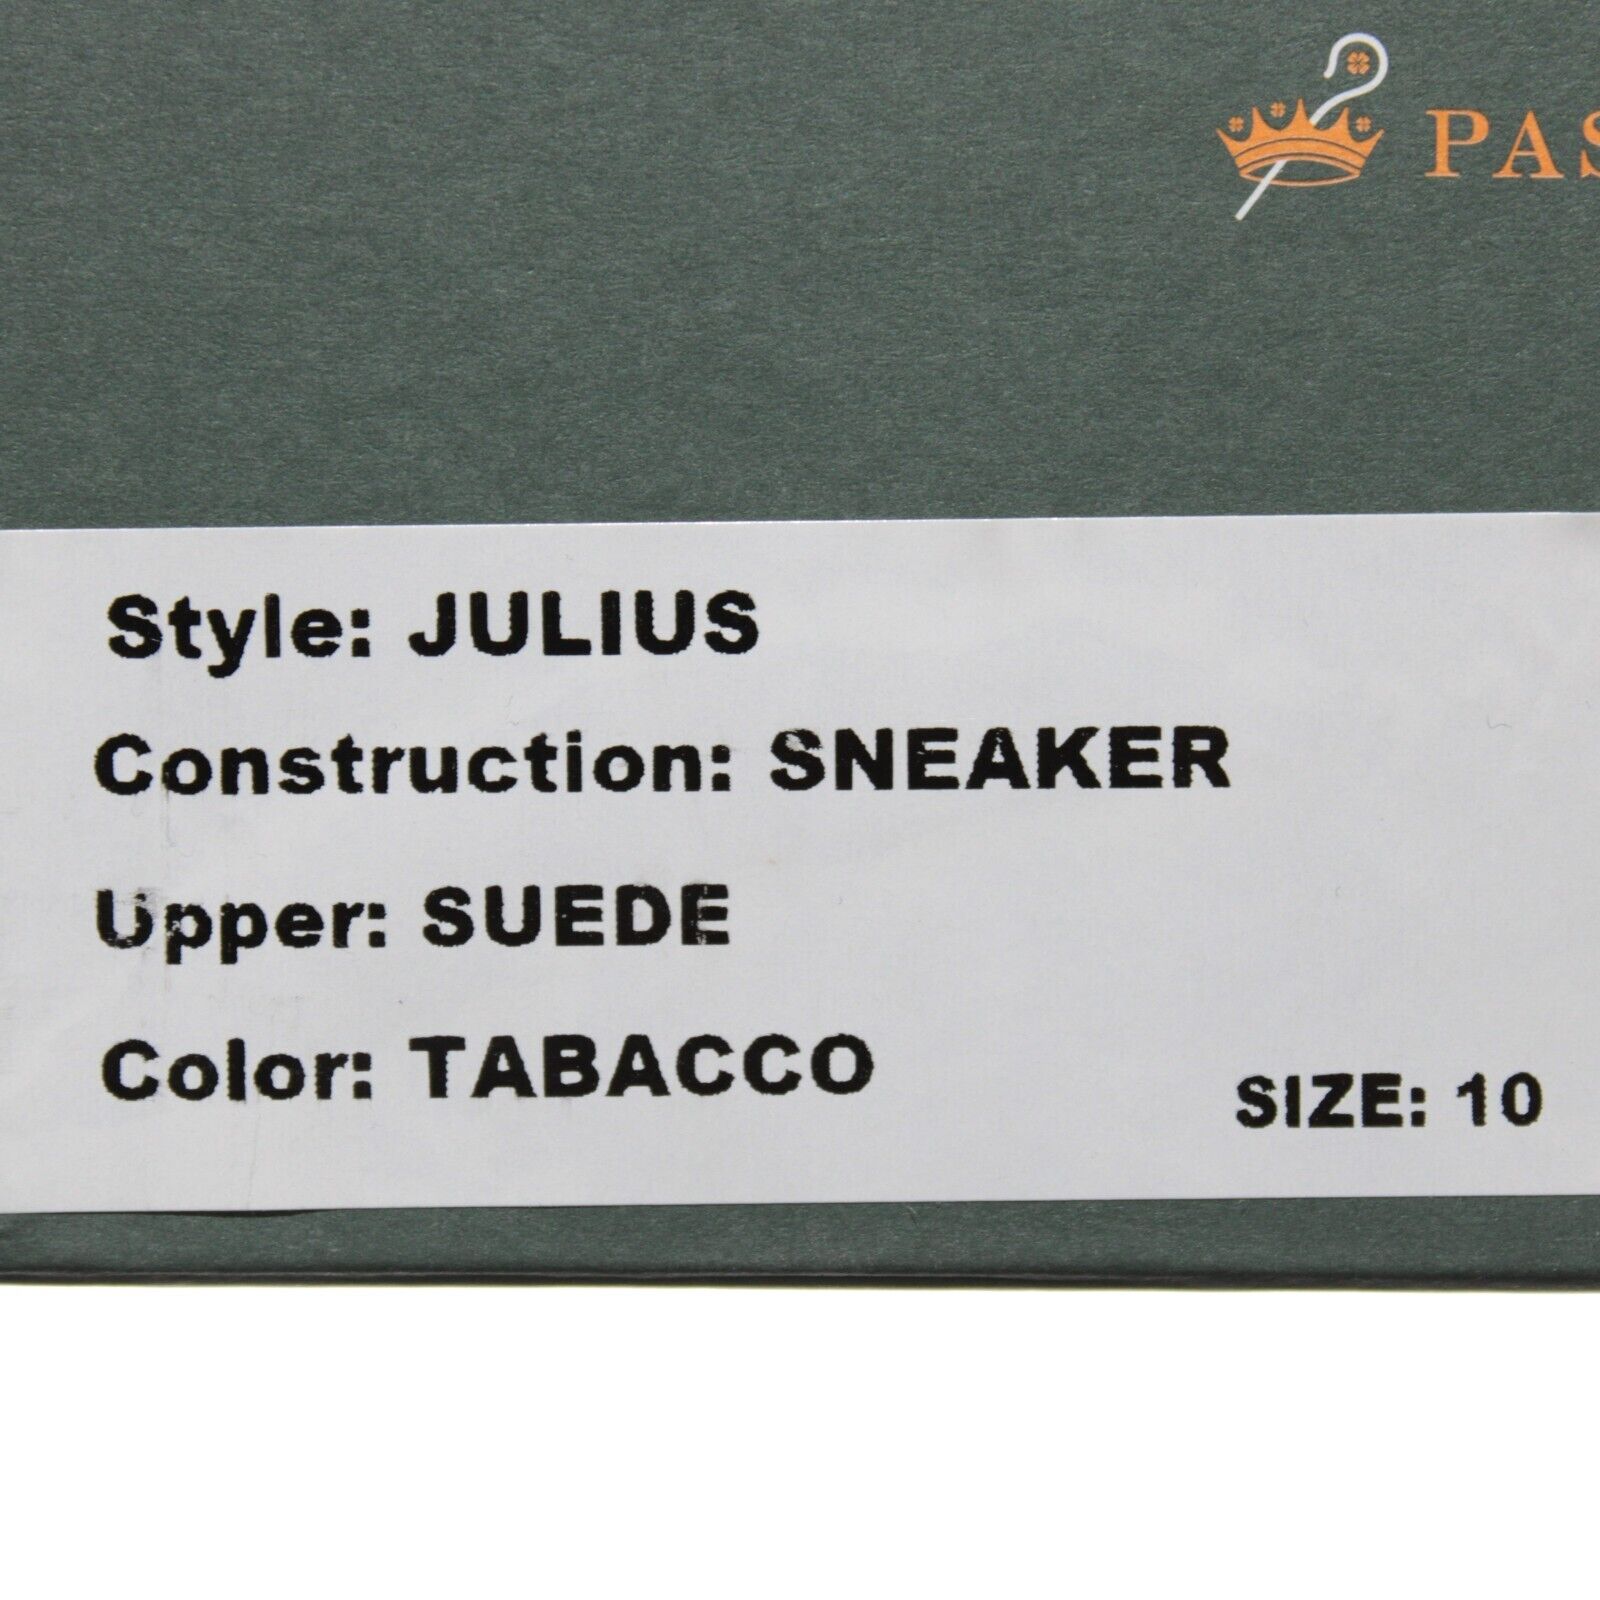 PAS
Style: JULIUS
Construction: SNEAKER
Upper: SUEDE
Color: TABACCO
SIZE: 10